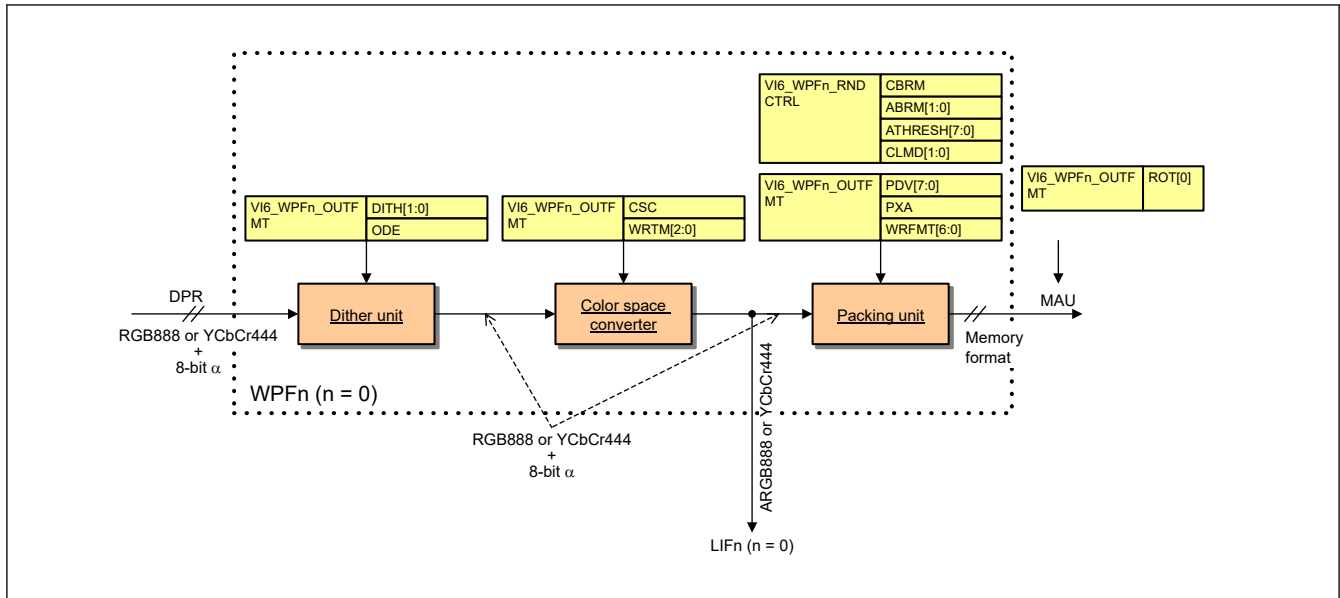 VI6_WPFn_RND
CTRL
CBRM
ABRM[1:0]
ATHRESH[7:0]
CLMD[1:0]
VI6_WPFn_OUTF
MT
DITH[1:0]
ODE
VI6_WPFn_OUTF
MT
CSC
WRTM[2:0]
VI6_WPFn_OUTF
MT
PDV[7:0]
PXA
WRFMT[6:0]
VI6_WPFn_OUTF
MT
ROT[0]
DPR
RGB888 or YCbCr444
+
8-bit α
Dither unit
Color space
converter
Packing unit
Memory
format
MAU
WPFn (n = 0)
RGB888 or YCbCr444
+
8-bit α
ARGB888 or YCbCr444
LIFn (n = 0)